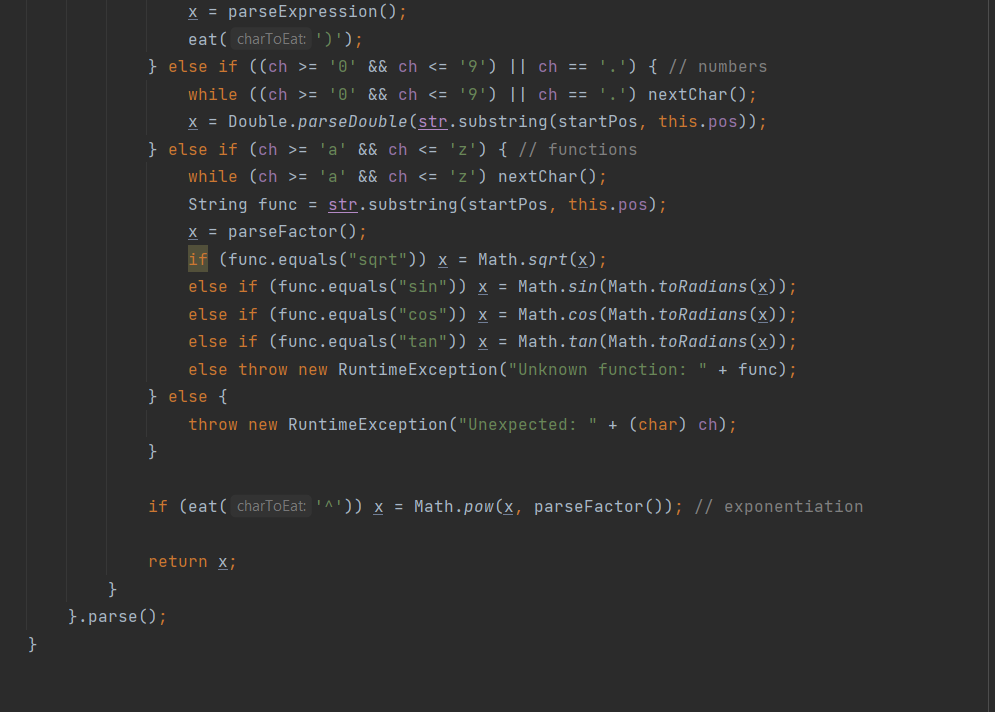 x = parseExpression();
eat( charToEat: ')');
} else if ((ch >= '0' && ch <= '9') || ch == '.') { // numbers
while ((ch >= '0' && ch <= '9') || ch == '.') nextChar();
x = Double.parseDouble(str.substring(startPos, this.pos));
} else if (ch >= 'a' && ch <= 'z') { // functions
while (ch >= 'a' && ch <= 'z') nextChar();
String func = str.substring(startPos, this.pos);
x = parseFactor();
if (func.equals("sqrt")) x = Math.sqrt(x);
else if (func.equals("sin")) x = Math.sin(Math.toRadians(x));
else if (func.equals("cos")) x = Math.cos(Math.toRadians(x));
else if (func.equals("tan")) x = Math.tan(Math.toRadians(x));
else throw new RuntimeException("Unknown function: " + func);
} else {
throw new RuntimeException("Unexpected: " + (char) ch);
}
if (eat( charToEat: '^')) x = Math.pow(x, parseFactor()); // exponentiation
return x;
}
}.parse();
}